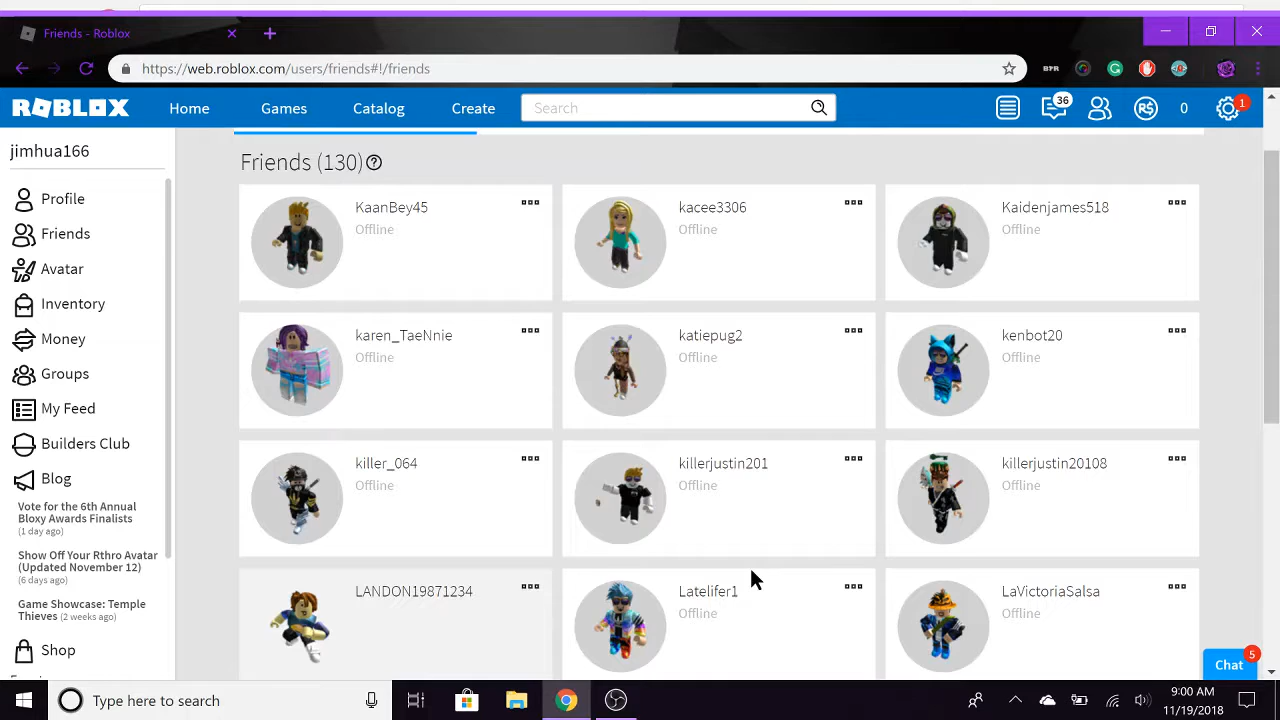 Friends - Roblox
https://web.roblox.com/users/friends#!/friends
BTR
ROBLOX
Home
Games
Catalog
Create
Search
36
R$
0
1
jimhua166
Profile
Friends
Avatar
Inventory
Money
Groups
My Feed
Builders Club
Blog
Vote for the 6th Annual
Bloxy Awards Finalists
(1 day ago)
Show Off Your Rthro Avatar
(Updated November 12)
(6 days ago)
Game Showcase: Temple
Thieves (2 weeks ago)
Shop
Friends (130)
KaanBey45
Offline
kacee3306
Offline
Kaidenjames518
Offline
karen_TaeNnie
Offline
katiepug2
Offline
kenbot20
Offline
killer_064
Offline
killerjustin201
Offline
killerjustin20108
Offline
LANDON19871234
Latelifer1
Offline
LaVictoriaSalsa
Offline
Chat
5
Type here to search
9:00 AM
11/19/2018